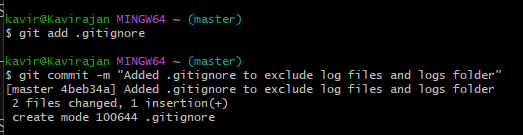 kavir@Kavirajan MINGW64 ~ (master)
$ git add .gitignore
kavir@Kavirajan MINGW64 ~ (master)
$ git commit -m "Added .gitignore to exclude log files and logs folder"
[master 4beb34a] Added .gitignore to exclude log files and logs folder
2 files changed, 1 insertion(+)
create mode 100644 .gitignore